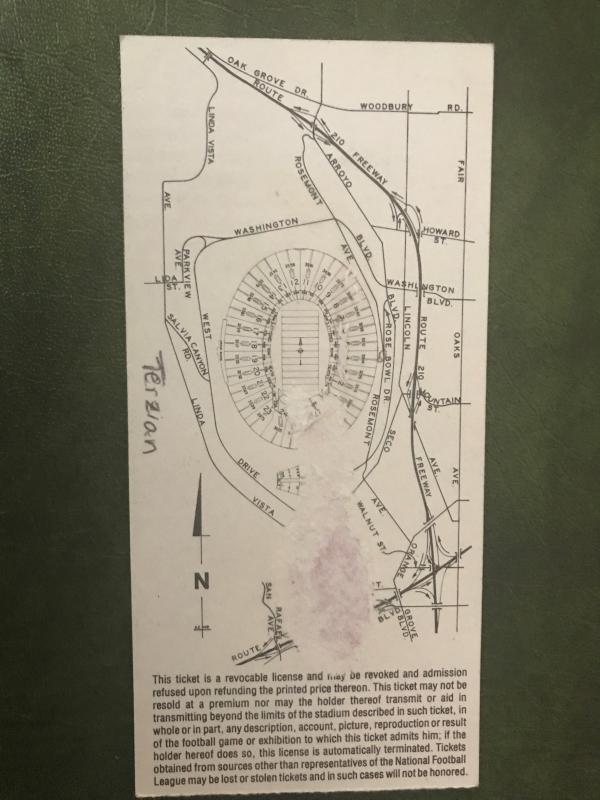 OAK GROVE DR.
ROUTE
WOODBURY RD.
210
FREEWAY
LINDA VISTA
AVE.
ARROYO
BLVD.
ROSEMONT
AVE.
FAIR
OAKS
AVE.
HOWARD
ST.
WASHINGTON
PARKVIEW
AVE.
LIDA
ST.
WASHINGTON
BLVD.
WEST
DRIVE
SALVIA CANYON
RD.
LINDA
VISTA
BLVD.
LINCOLN
AVE.
ROUTE
210
FREEWAY
ROSE BOWL DR.
ROSEMONT
SECO
MOUNTAIN
ST.
Terzian
AVE.
WALNUT ST.
ORANGE
GROVE
BLVD.
BLVD
N
SAN
RAFAEL
AVE.
ROUTE
This ticket is a revocable license and may be revoked and admission
refused upon refunding the printed price thereon. This ticket may not be
resold at a premium nor may the holder thereof transmit or aid in
transmitting beyond the limits of the stadium described in such ticket, in
whole or in part, any description, account, picture, reproduction or result
of the football game or exhibition to which this ticket admits him; if the
holder hereof does so, this license is automatically terminated. Tickets
obtained from sources other than representatives of the National Football
League may be lost or stolen tickets and in such cases will not be honored.